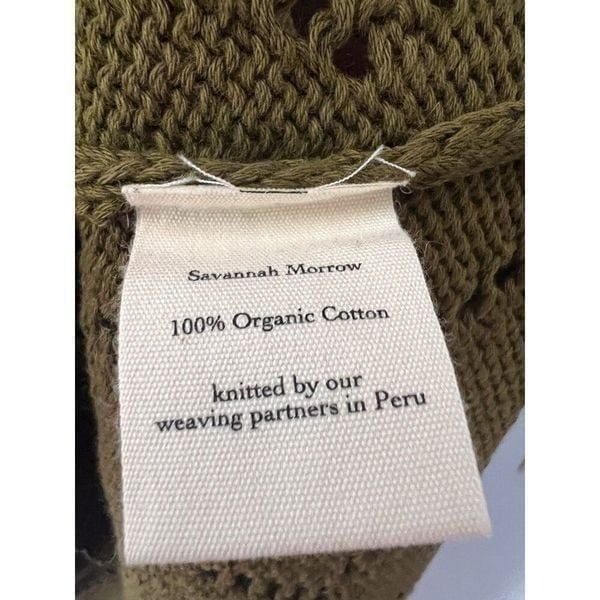 Savannah Morrow
100% Organic Cotton
knitted by our
weaving partners in Peru